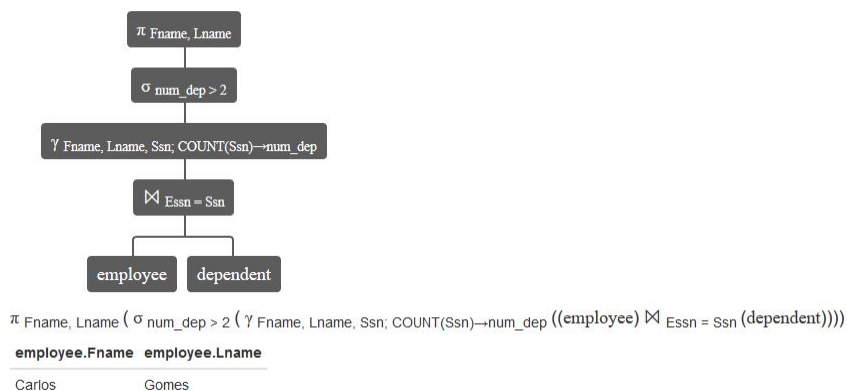 π Fname, Lname
σ num_dep > 2
γ Fname, Lname, Ssn; COUNT(Ssn)→num_dep
⋈ Essn = Ssn
employee dependent
π Fname, Lname ( σ num_dep > 2 ( γ Fname, Lname, Ssn; COUNT(Ssn)→num_dep ((employee) ⋈ Essn = Ssn (dependent))))
employee.Fname employee.Lname
Carlos Gomes